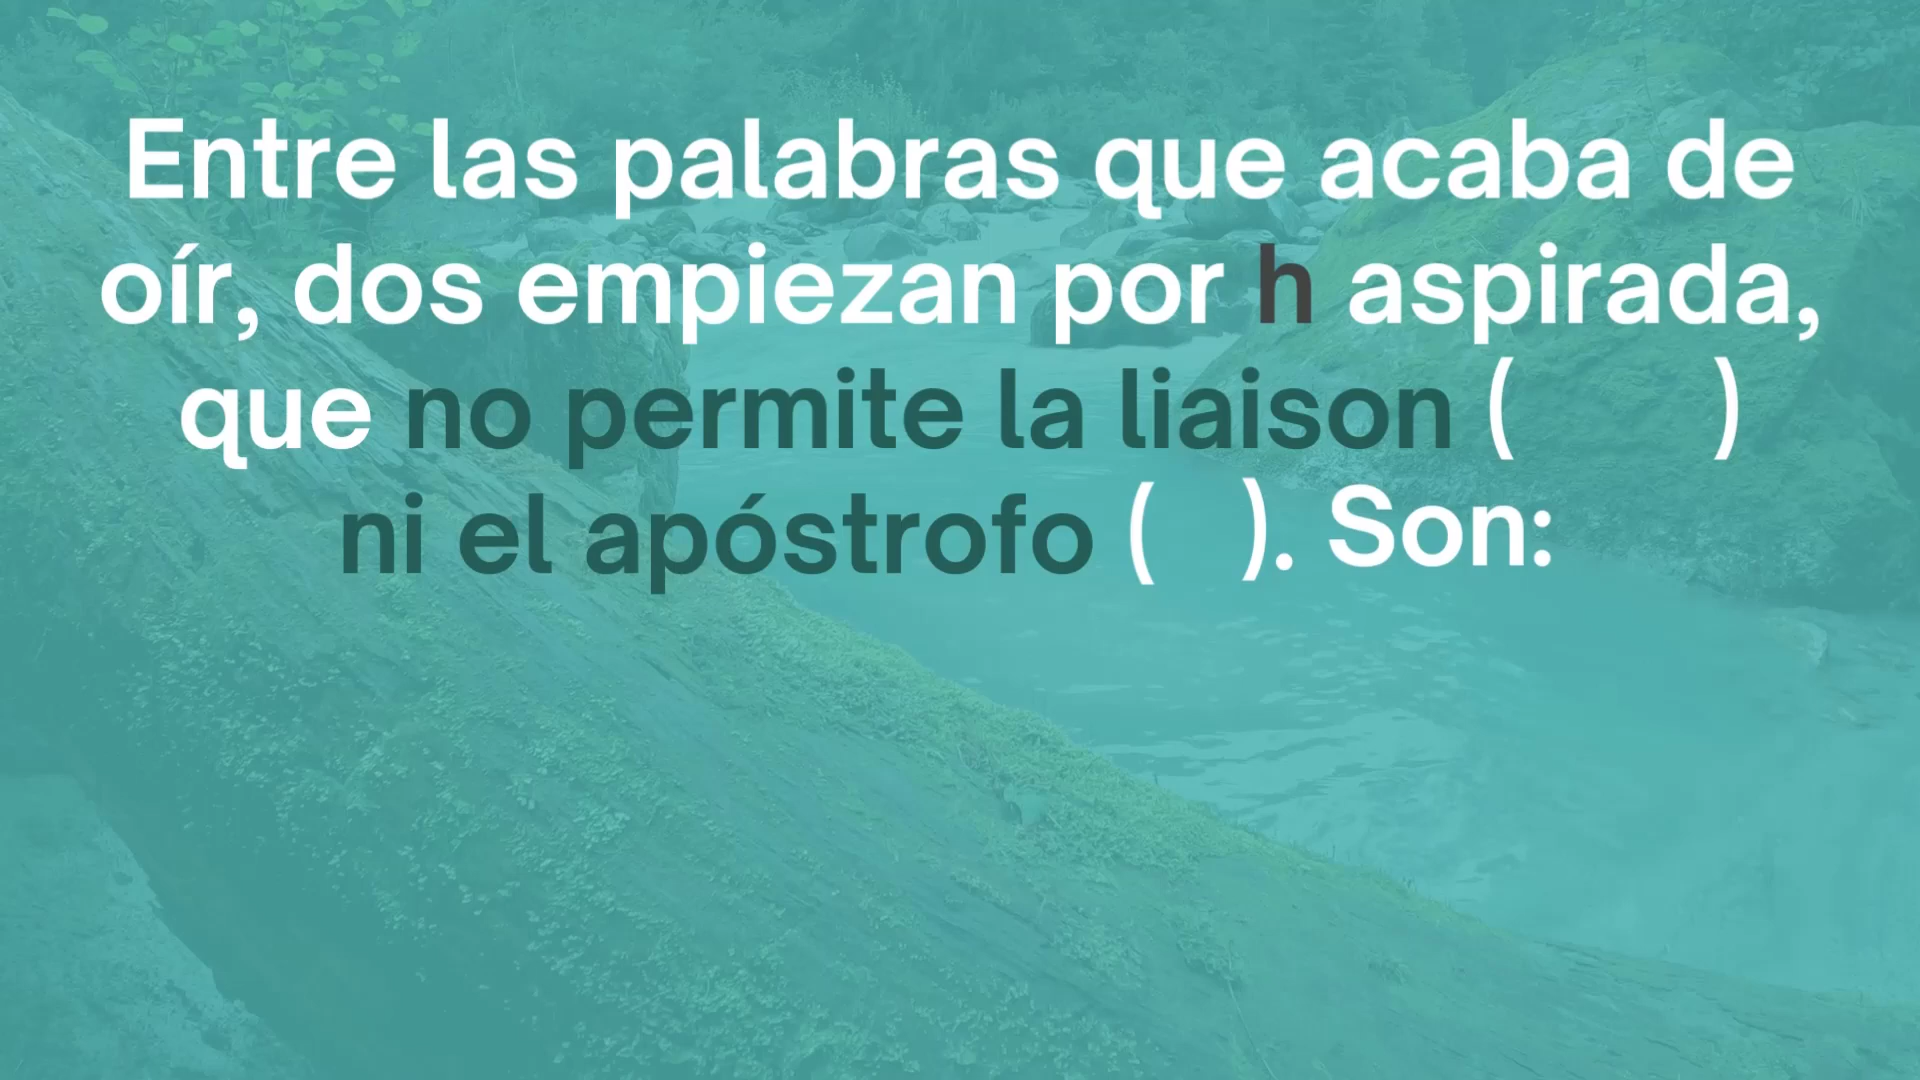 Entre las palabras que acaba de
oír, dos empiezan por h aspirada,
que no permite la liaison (        )
ni el apóstrofo (    ). Son: